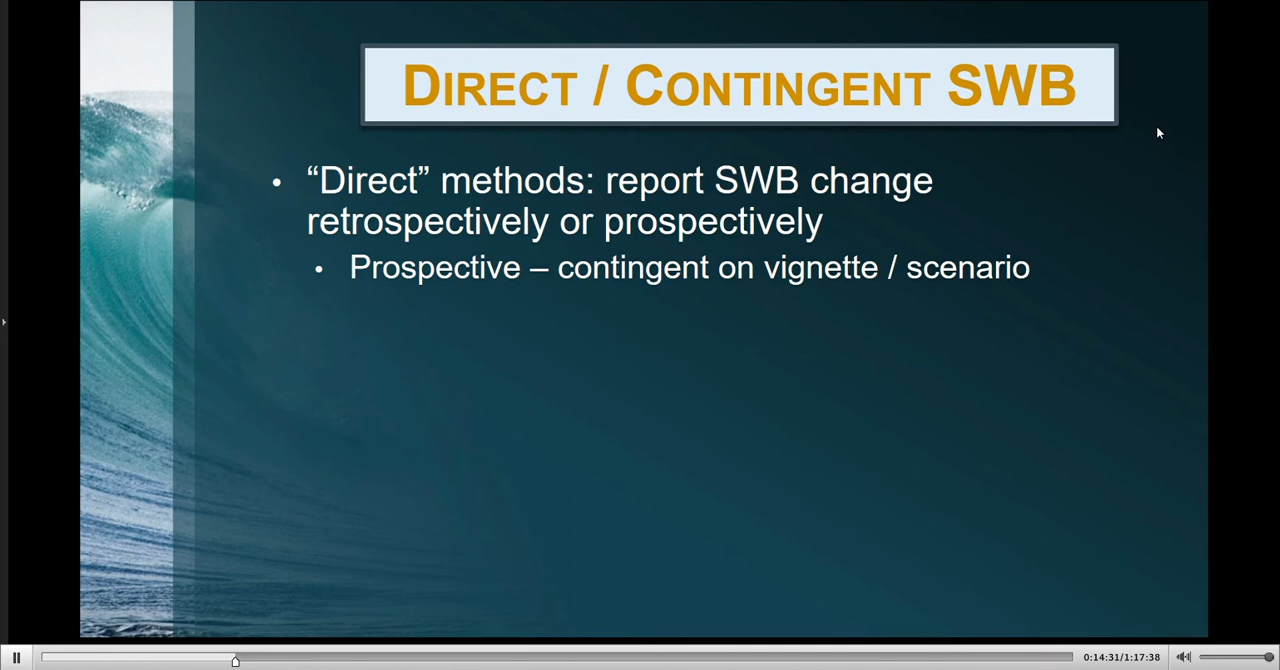 DIRECT / CONTINGENT SWB
• “Direct” methods: report SWB change
retrospectively or prospectively
• Prospective – contingent on vignette / scenario
0:14:31/1:17:38